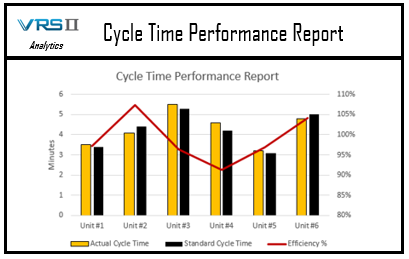 VRSII
Analytics
Cycle Time Performance Report
Cycle Time Performance Report
6 110%
5 105%
4 100%
3 95%
2 90%
1 85%
0 80%
Minutes
Unit #1 Unit #2 Unit #3 Unit #4 Unit #5 Unit #6
Actual Cycle Time Standard Cycle Time Efficiency %